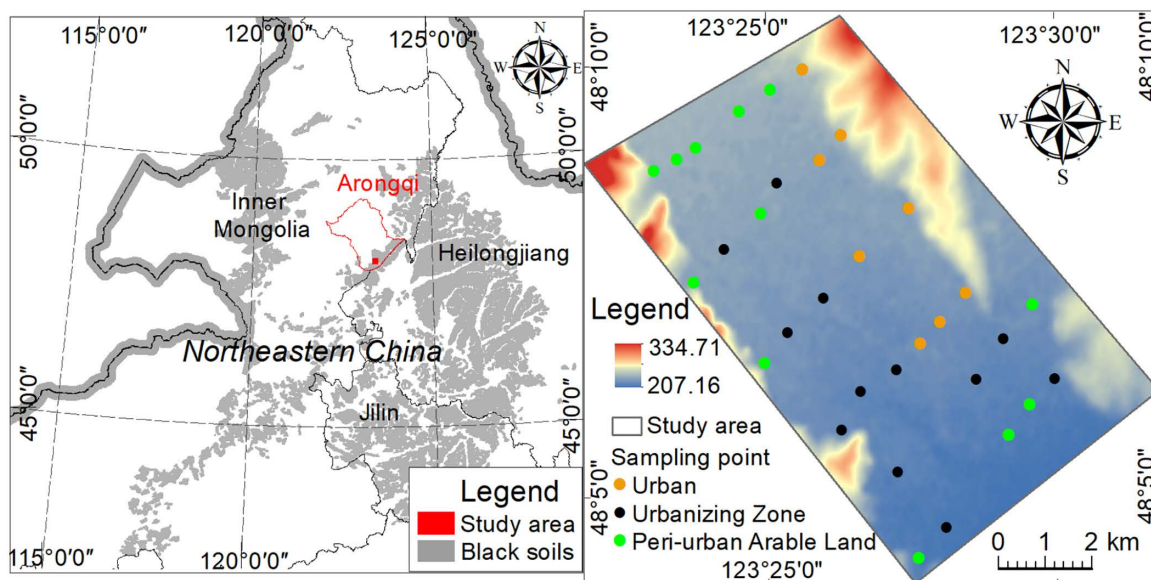 115°0'0"
120°0'0"
125°0'0"
N
W
E
S
50°0'0"
50°0'0"
Arongqi
Inner
Mongolia
Heilongjiang
Northeastern China
Jilin
45°0'0"
45°0'0"
Legend
Study area
Black soils
115°0'0"
120°0'0"
125°0'0"
123°25'0"
123°30'0"
48°10'0"
48°10'0"
N
W
E
S
Legend
334.71
207.16
Study area
Sampling point
Urban
Urbanizing Zone
Peri-urban Arable Land
48°5'0"
48°5'0"
0 1 2 km
123°25'0"